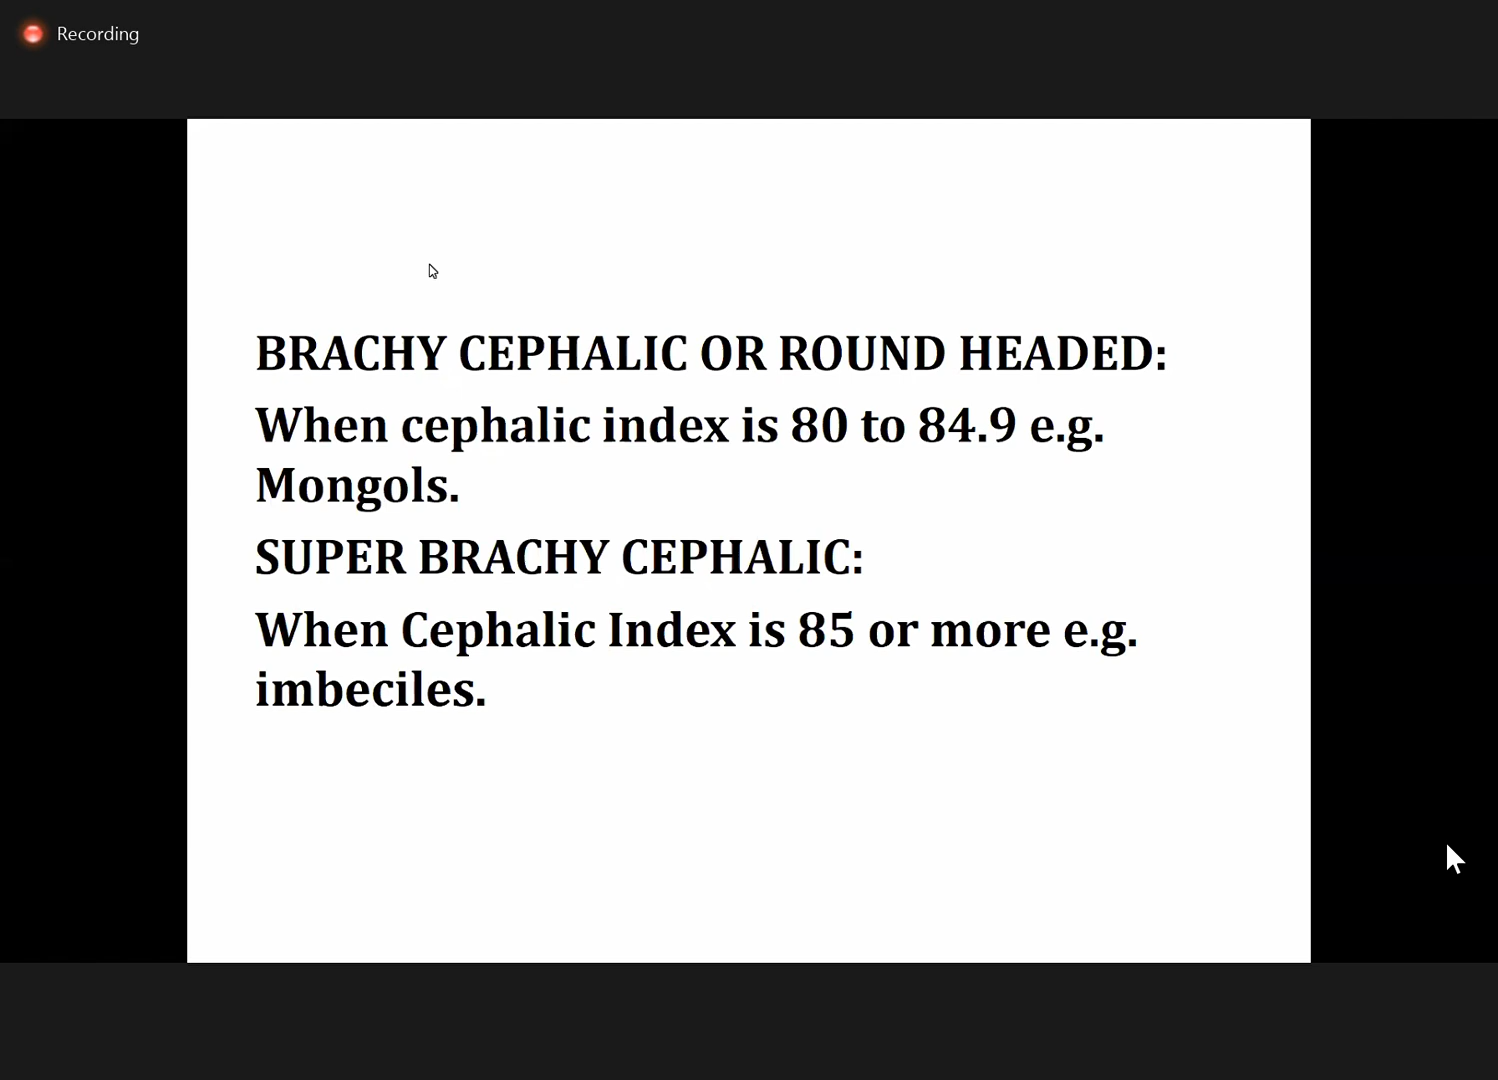 Recording
BRACHY CEPHALIC OR ROUND HEADED:
When cephalic index is 80 to 84.9 e.g.
Mongols.
SUPER BRACHY CEPHALIC:
When Cephalic Index is 85 or more e.g.
imbeciles.